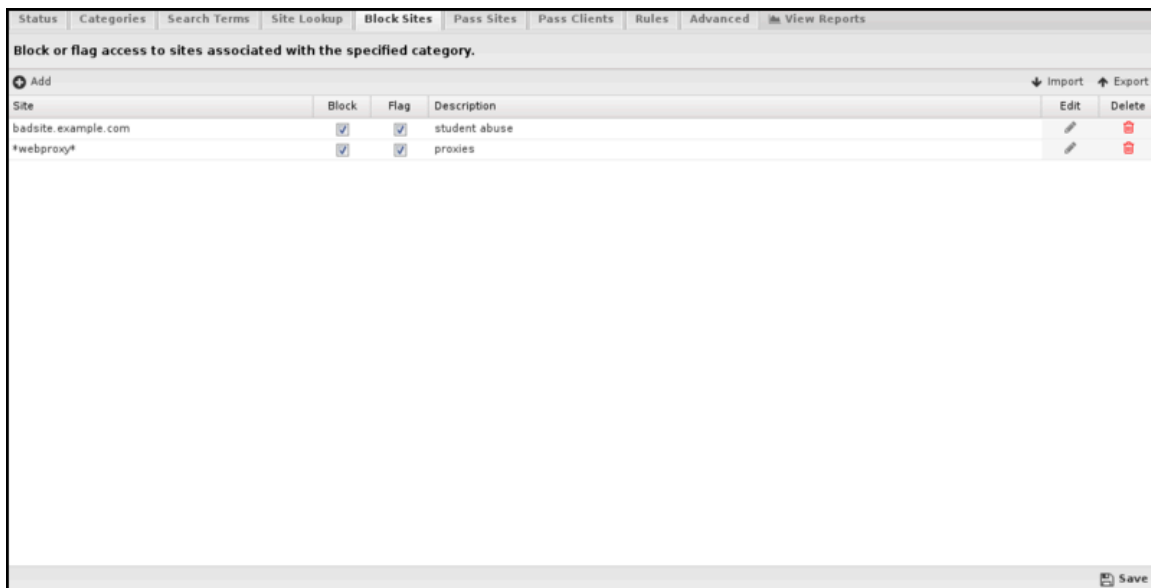 Status Categories Search Terms Site Lookup Block Sites Pass Sites Pass Clients Rules Advanced View Reports
Block or flag access to sites associated with the specified category.
Add Import Export
Site Block Flag Description Edit Delete
badsite.example.com student abuse
*webproxy* proxies
Save